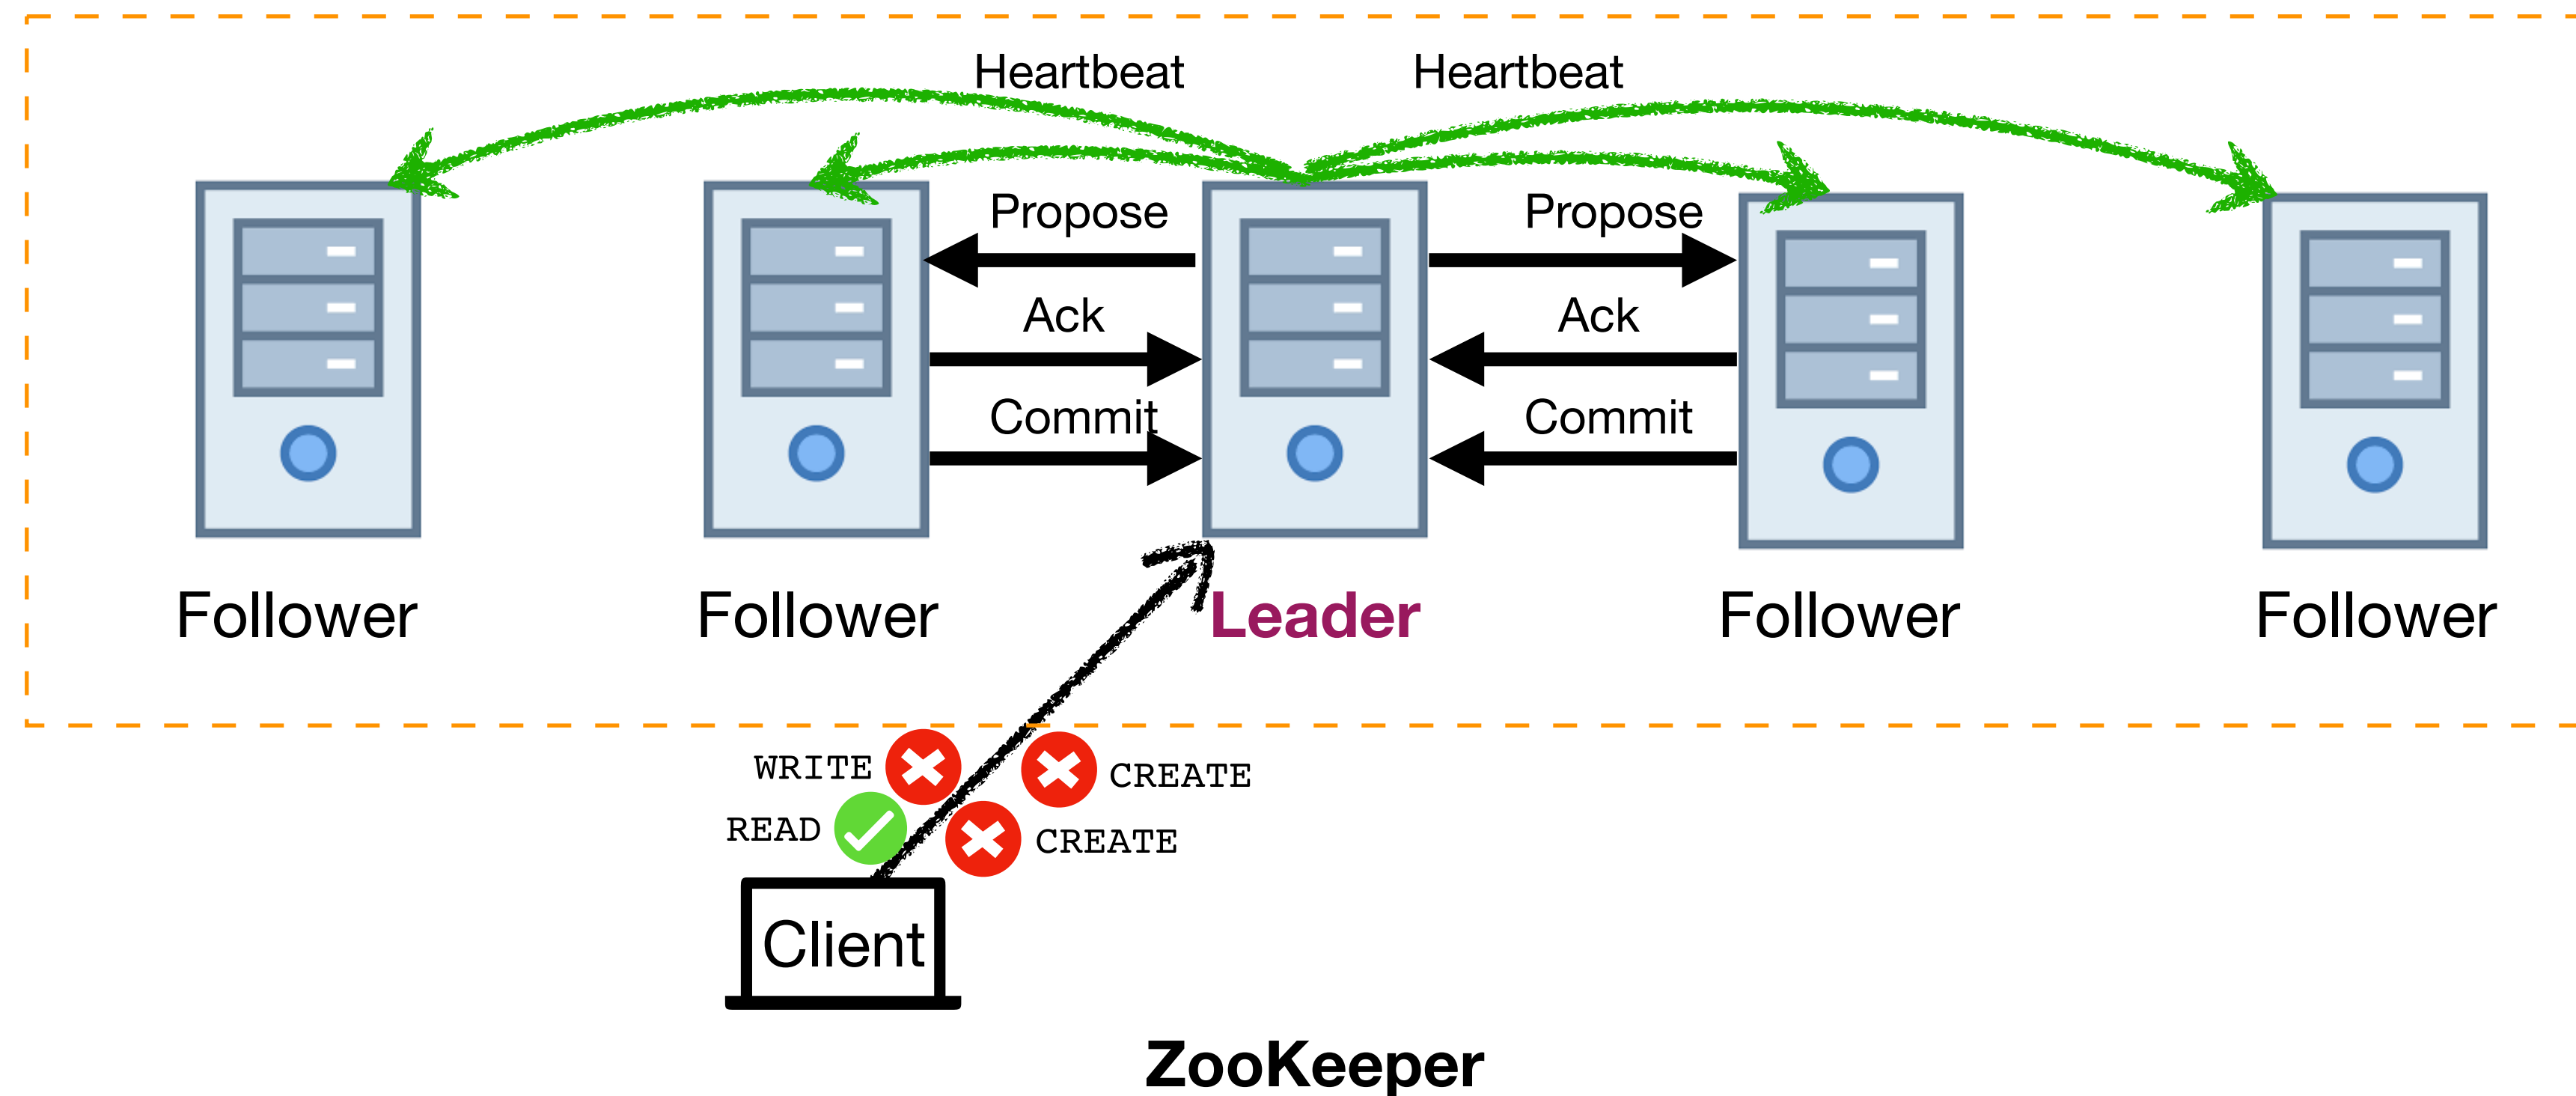 Heartbeat Heartbeat
Propose Propose
Ack Ack
Commit Commit
Follower Follower Leader Follower Follower
WRITE CREATE
READ CREATE
Client
ZooKeeper